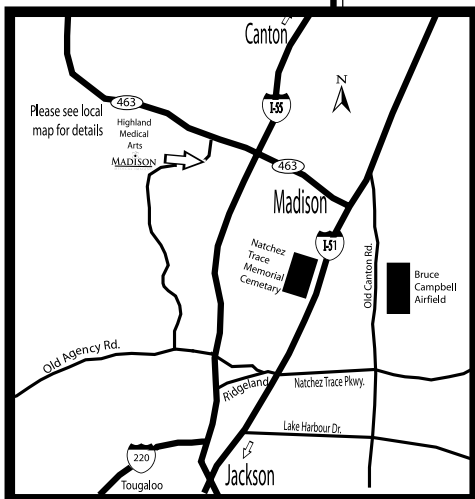 Canton
463
Please see local
map for details
Highland
Medical
Arts
MADISON
I-55
N
463
Madison
I-51
Natchez
Trace
Memorial
Cemetary
Old Canton Rd.
Bruce
Campbell
Airfield
Old Agency Rd.
Ridgeland
Natchez Trace Pkwy.
Lake Harbour Dr.
220
Tougaloo
Jackson